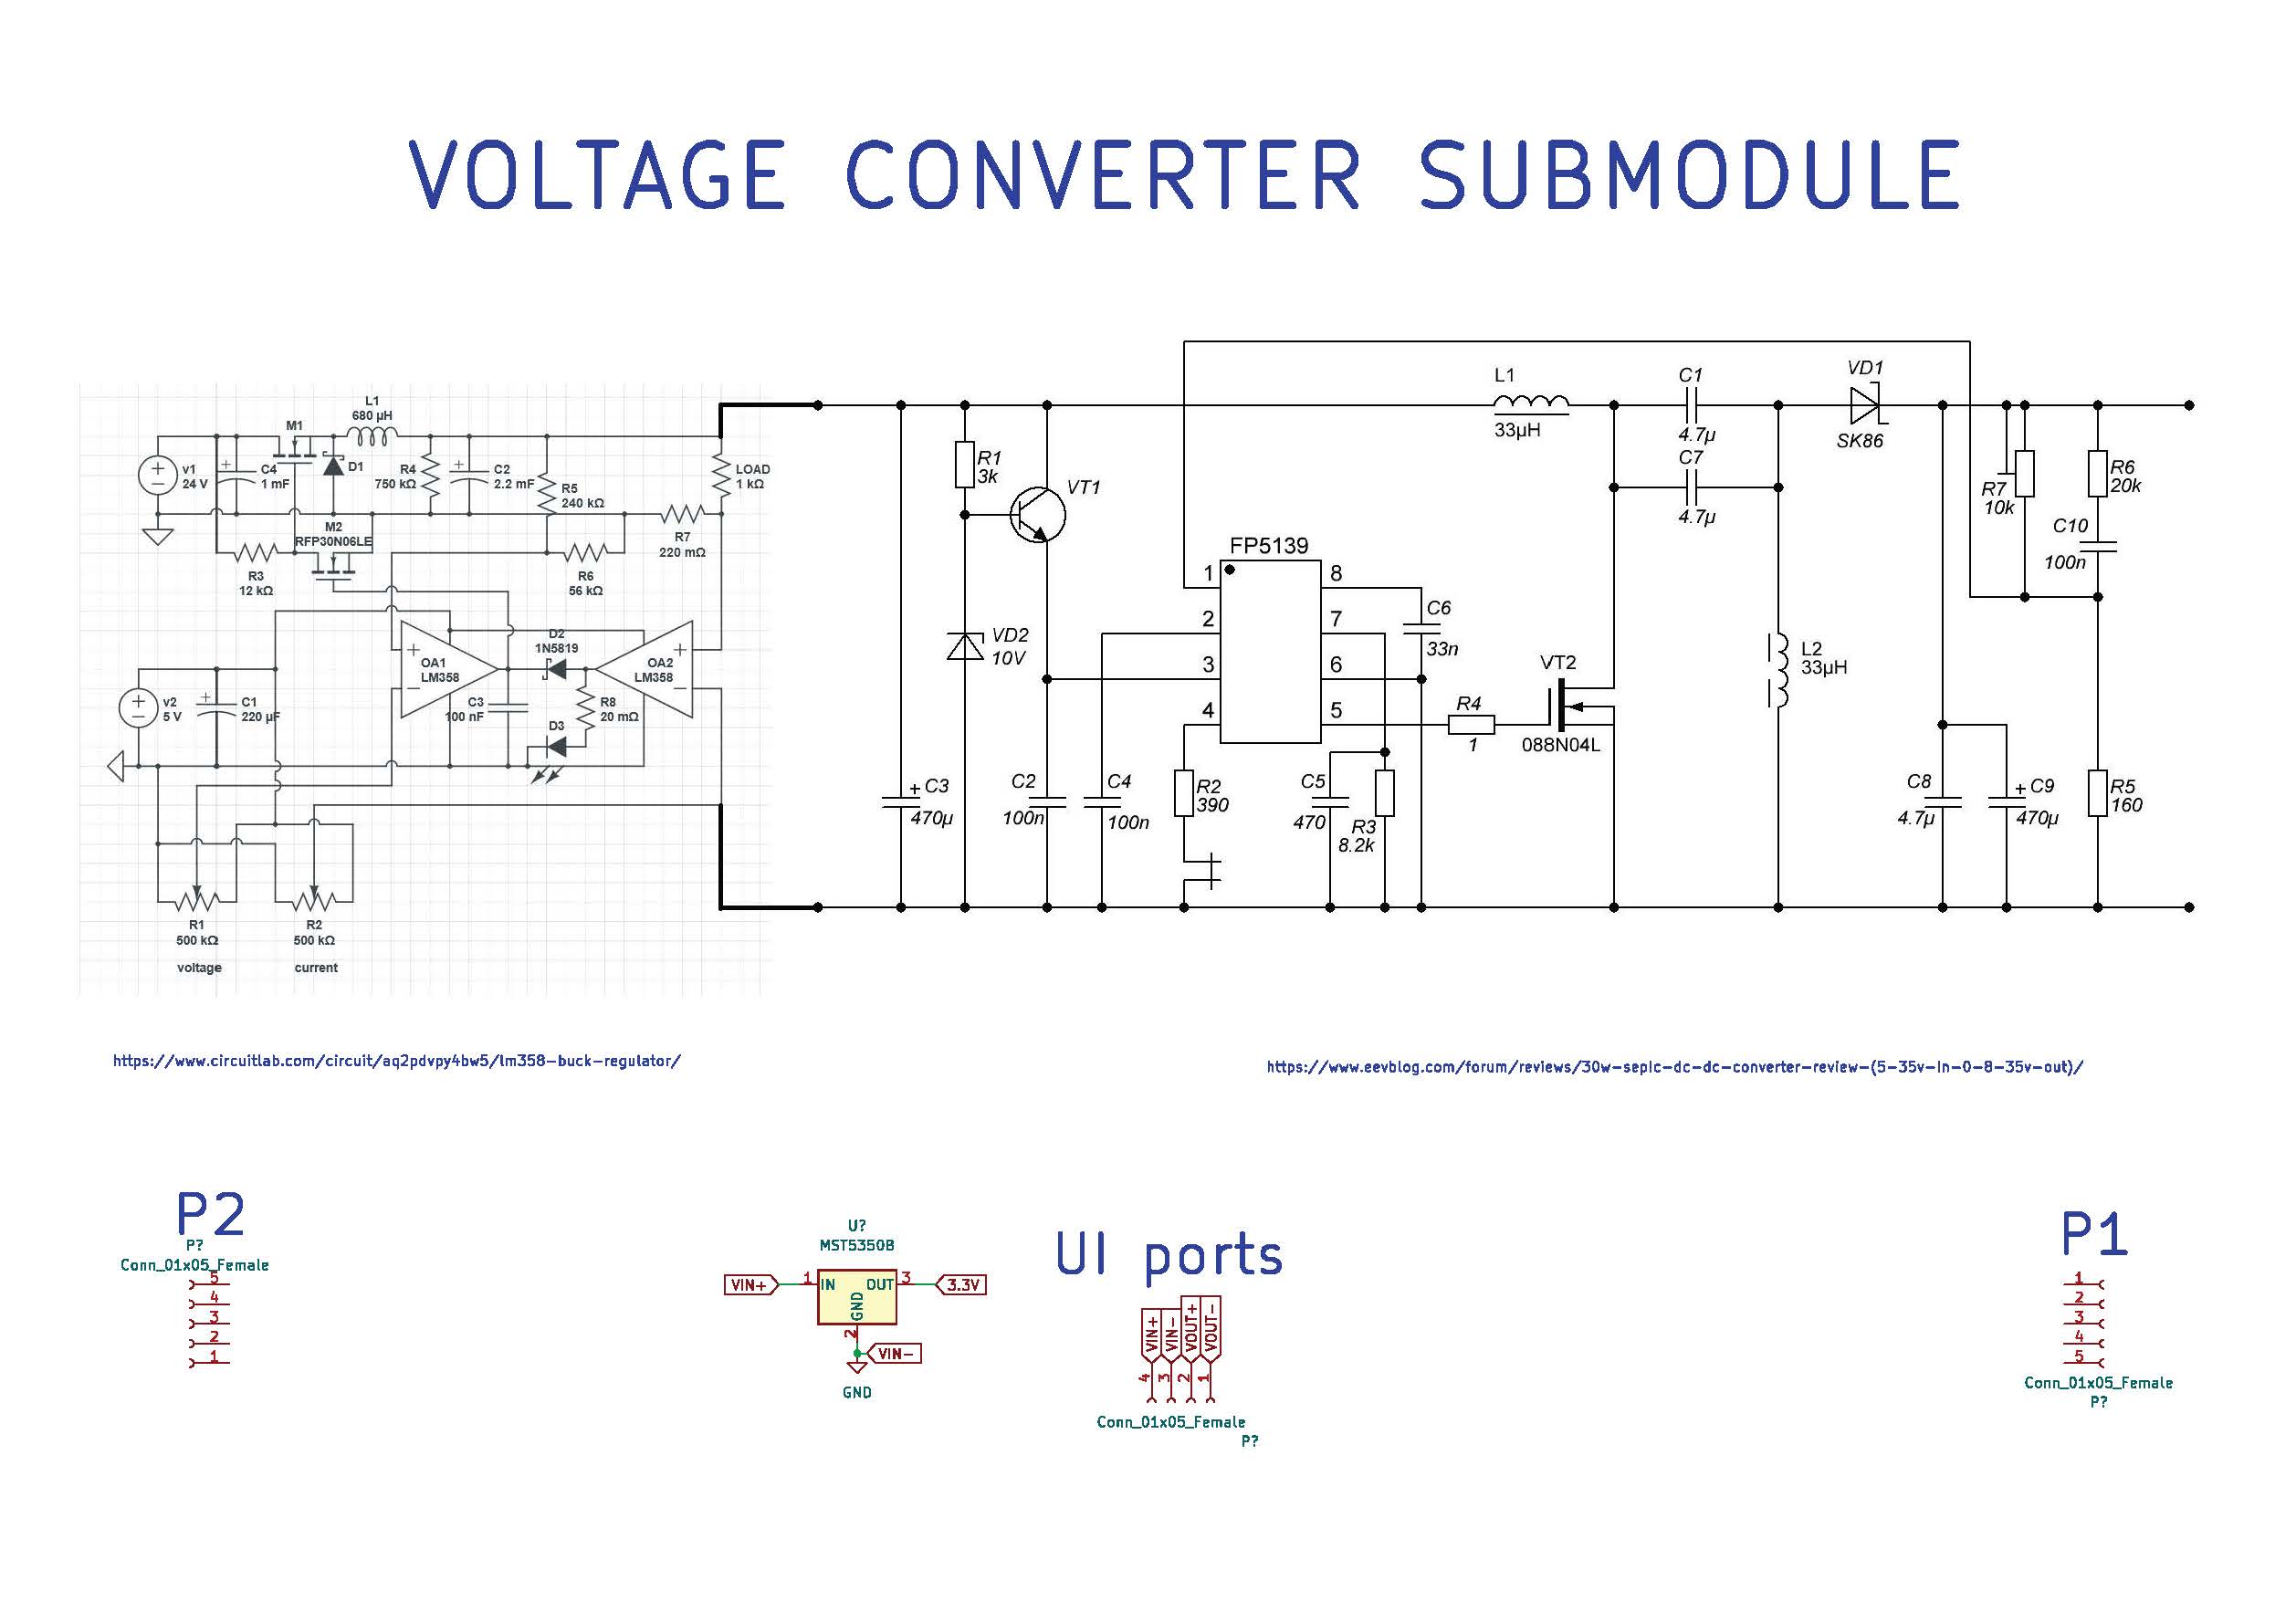 VOLTAGE CONVERTER SUBMODULE
L1
680 µH
M1
v1
24 V
+
−
+
C4
1 mF
D1
R4
750 kΩ
+
C2
2.2 mF
R5
240 kΩ
LOAD
1 kΩ
M2
RFP30N06LE
R3
12 kΩ
R6
56 kΩ
R7
220 mΩ
+
−
OA1
LM358
D2
1N5819
+
−
OA2
LM358
v2
5 V
+
−
+
C1
220 µF
C3
100 nF
R8
20 mΩ
D3
R1
500 kΩ
voltage
R2
500 kΩ
current
L1
33µH
C1
4.7µ
C7
4.7µ
VD1
SK86
R1
3k
VT1
VD2
10V
FP5139
1
2
3
4
8
7
6
5
C6
33n
R4
1
VT2
088N04L
L2
33µH
R7
10k
R6
20k
C10
100n
+ C3
470µ
C2
100n
C4
100n
R2
390
C5
470
R3
8.2k
C8
4.7µ
+ C9
470µ
R5
160
https://www.circuitlab.com/circuit/aq2pdvpy4bw5/lm358-buck-regulator/
https://www.eevblog.com/forum/reviews/30w-sepic-dc-dc-converter-review-(5-35v-in-0-8-35v-out)/
P2
P?
Conn_01x05_Female
5
4
3
2
1
U?
MST5350B
VIN+
1
IN
OUT
3
3.3V
GND
2
VIN-
GND
UI ports
VIN+
VIN-
VOUT+
VOUT-
4
3
2
1
Conn_01x05_Female
P?
P1
1
2
3
4
5
Conn_01x05_Female
P?